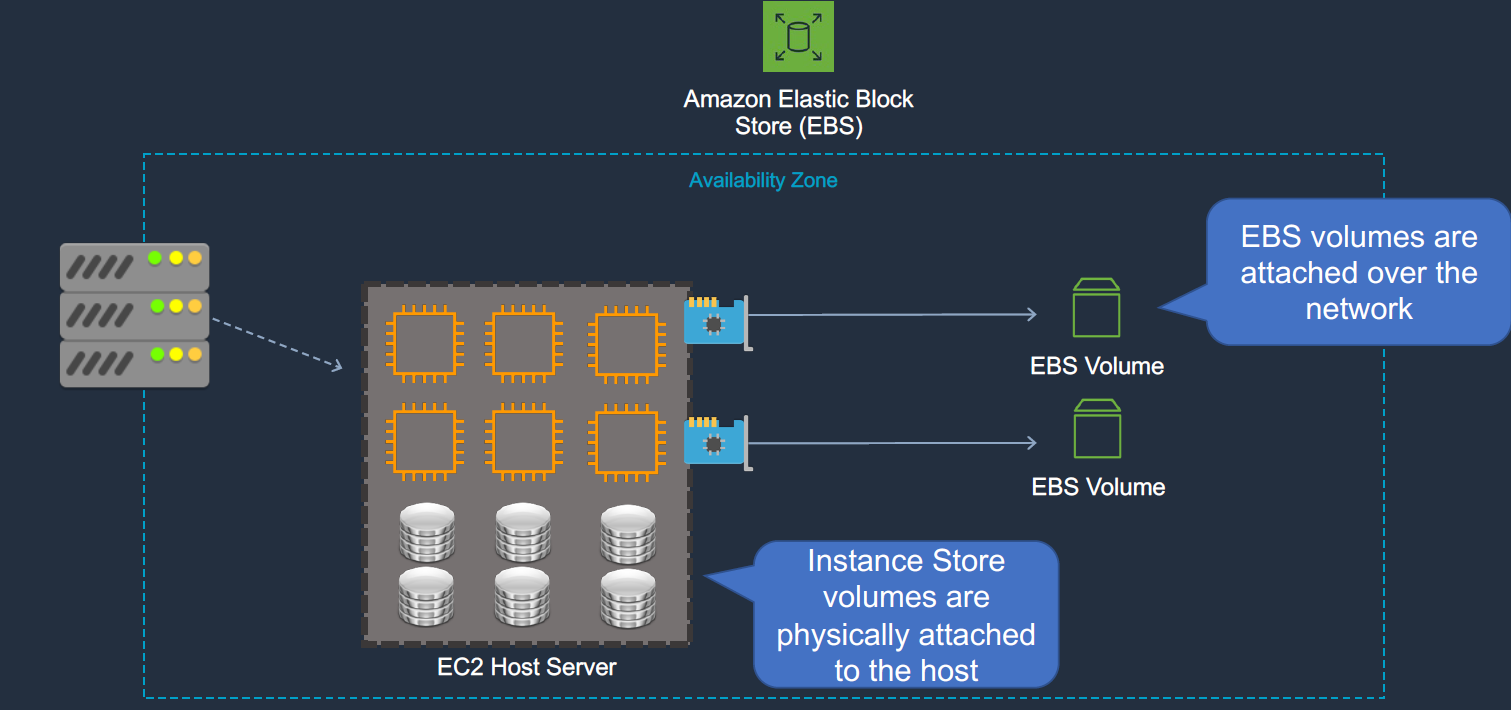 Amazon Elastic Block
Store (EBS)
Availability Zone
EBS volumes are
attached over the
network
EBS Volume
EBS Volume
Instance Store
volumes are
physically attached
to the host
EC2 Host Server